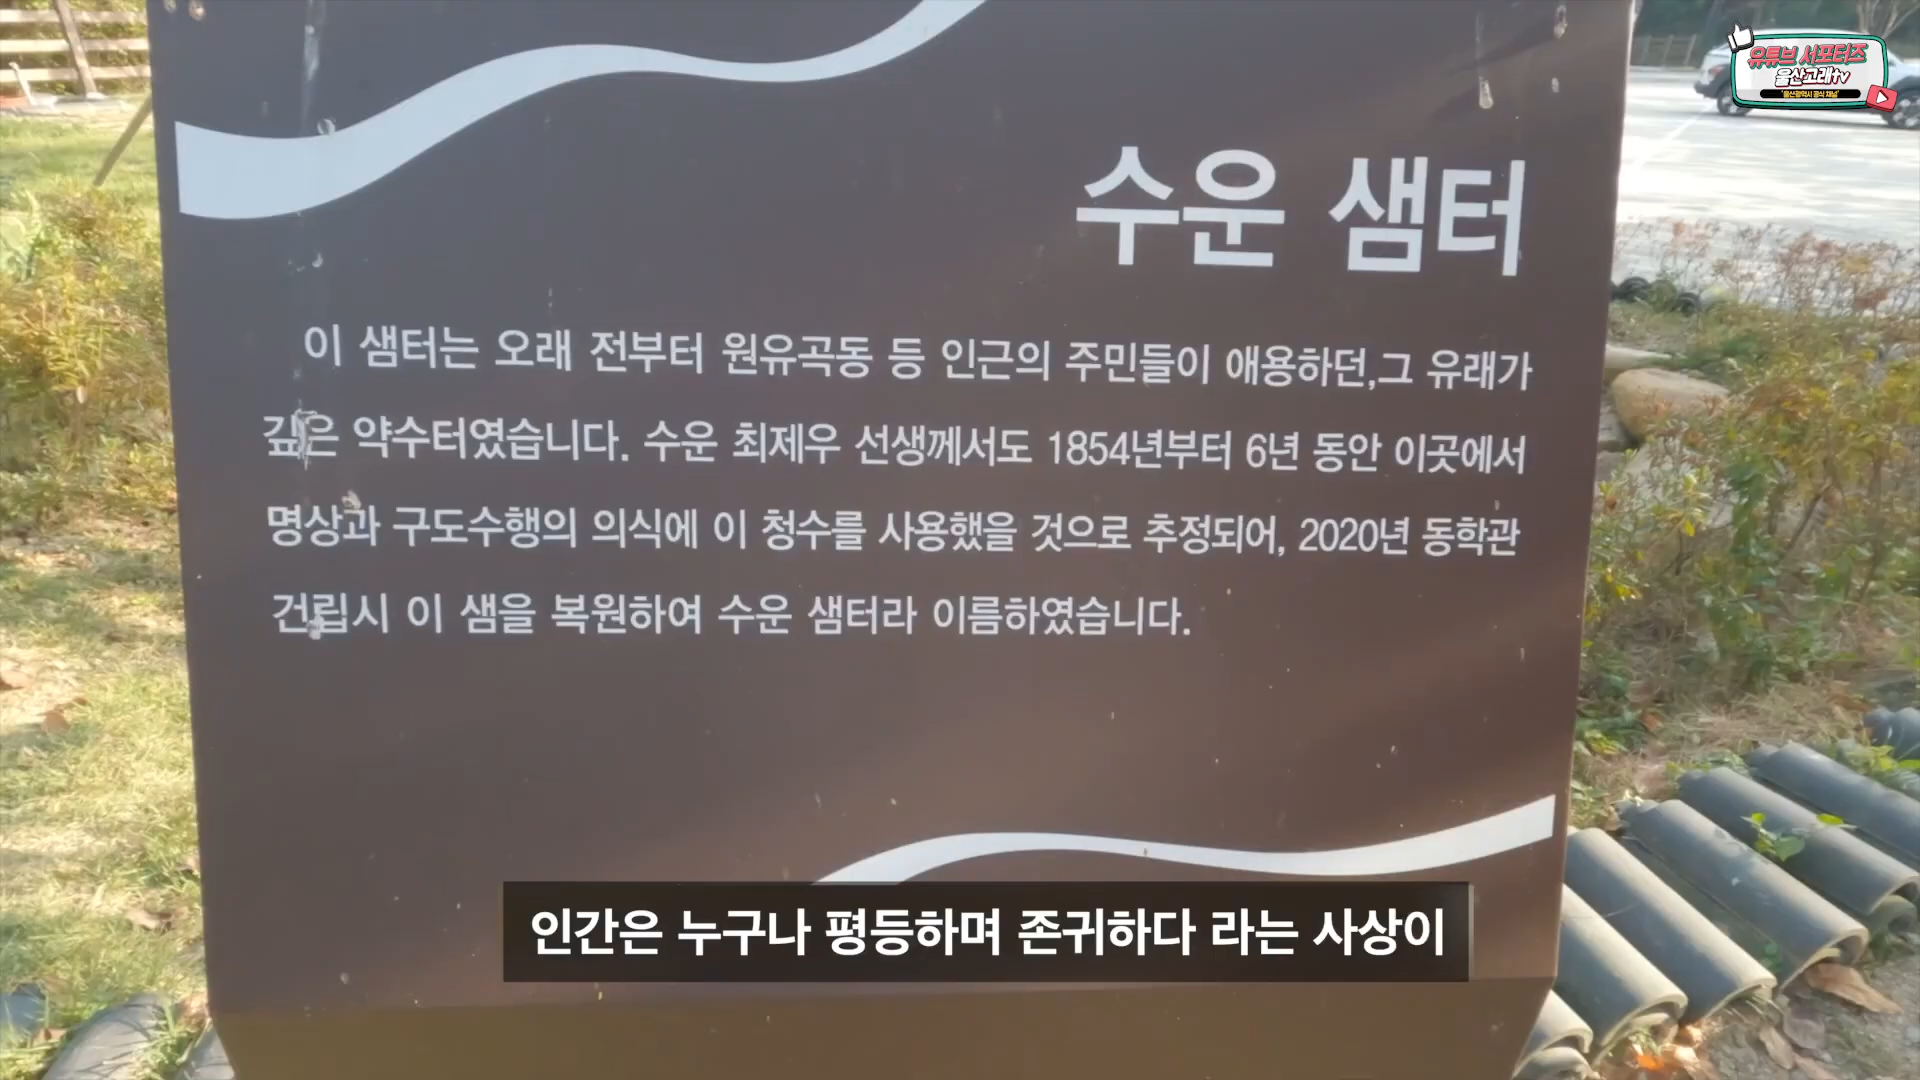 유튜브 서포터즈
울산고래tv
'울산광역시 공식 채널'
수운 샘터
이 샘터는 오래 전부터 원유곡동 등 인근의 주민들이 애용하던,그 유래가
깊은 약수터였습니다. 수운 최제우 선생께서도 1854년부터 6년 동안 이곳에서
명상과 구도수행의 의식에 이 청수를 사용했을 것으로 추정되어, 2020년 동학관
건립시 이 샘을 복원하여 수운 샘터라 이름하였습니다.
인간은 누구나 평등하며 존귀하다 라는 사상이